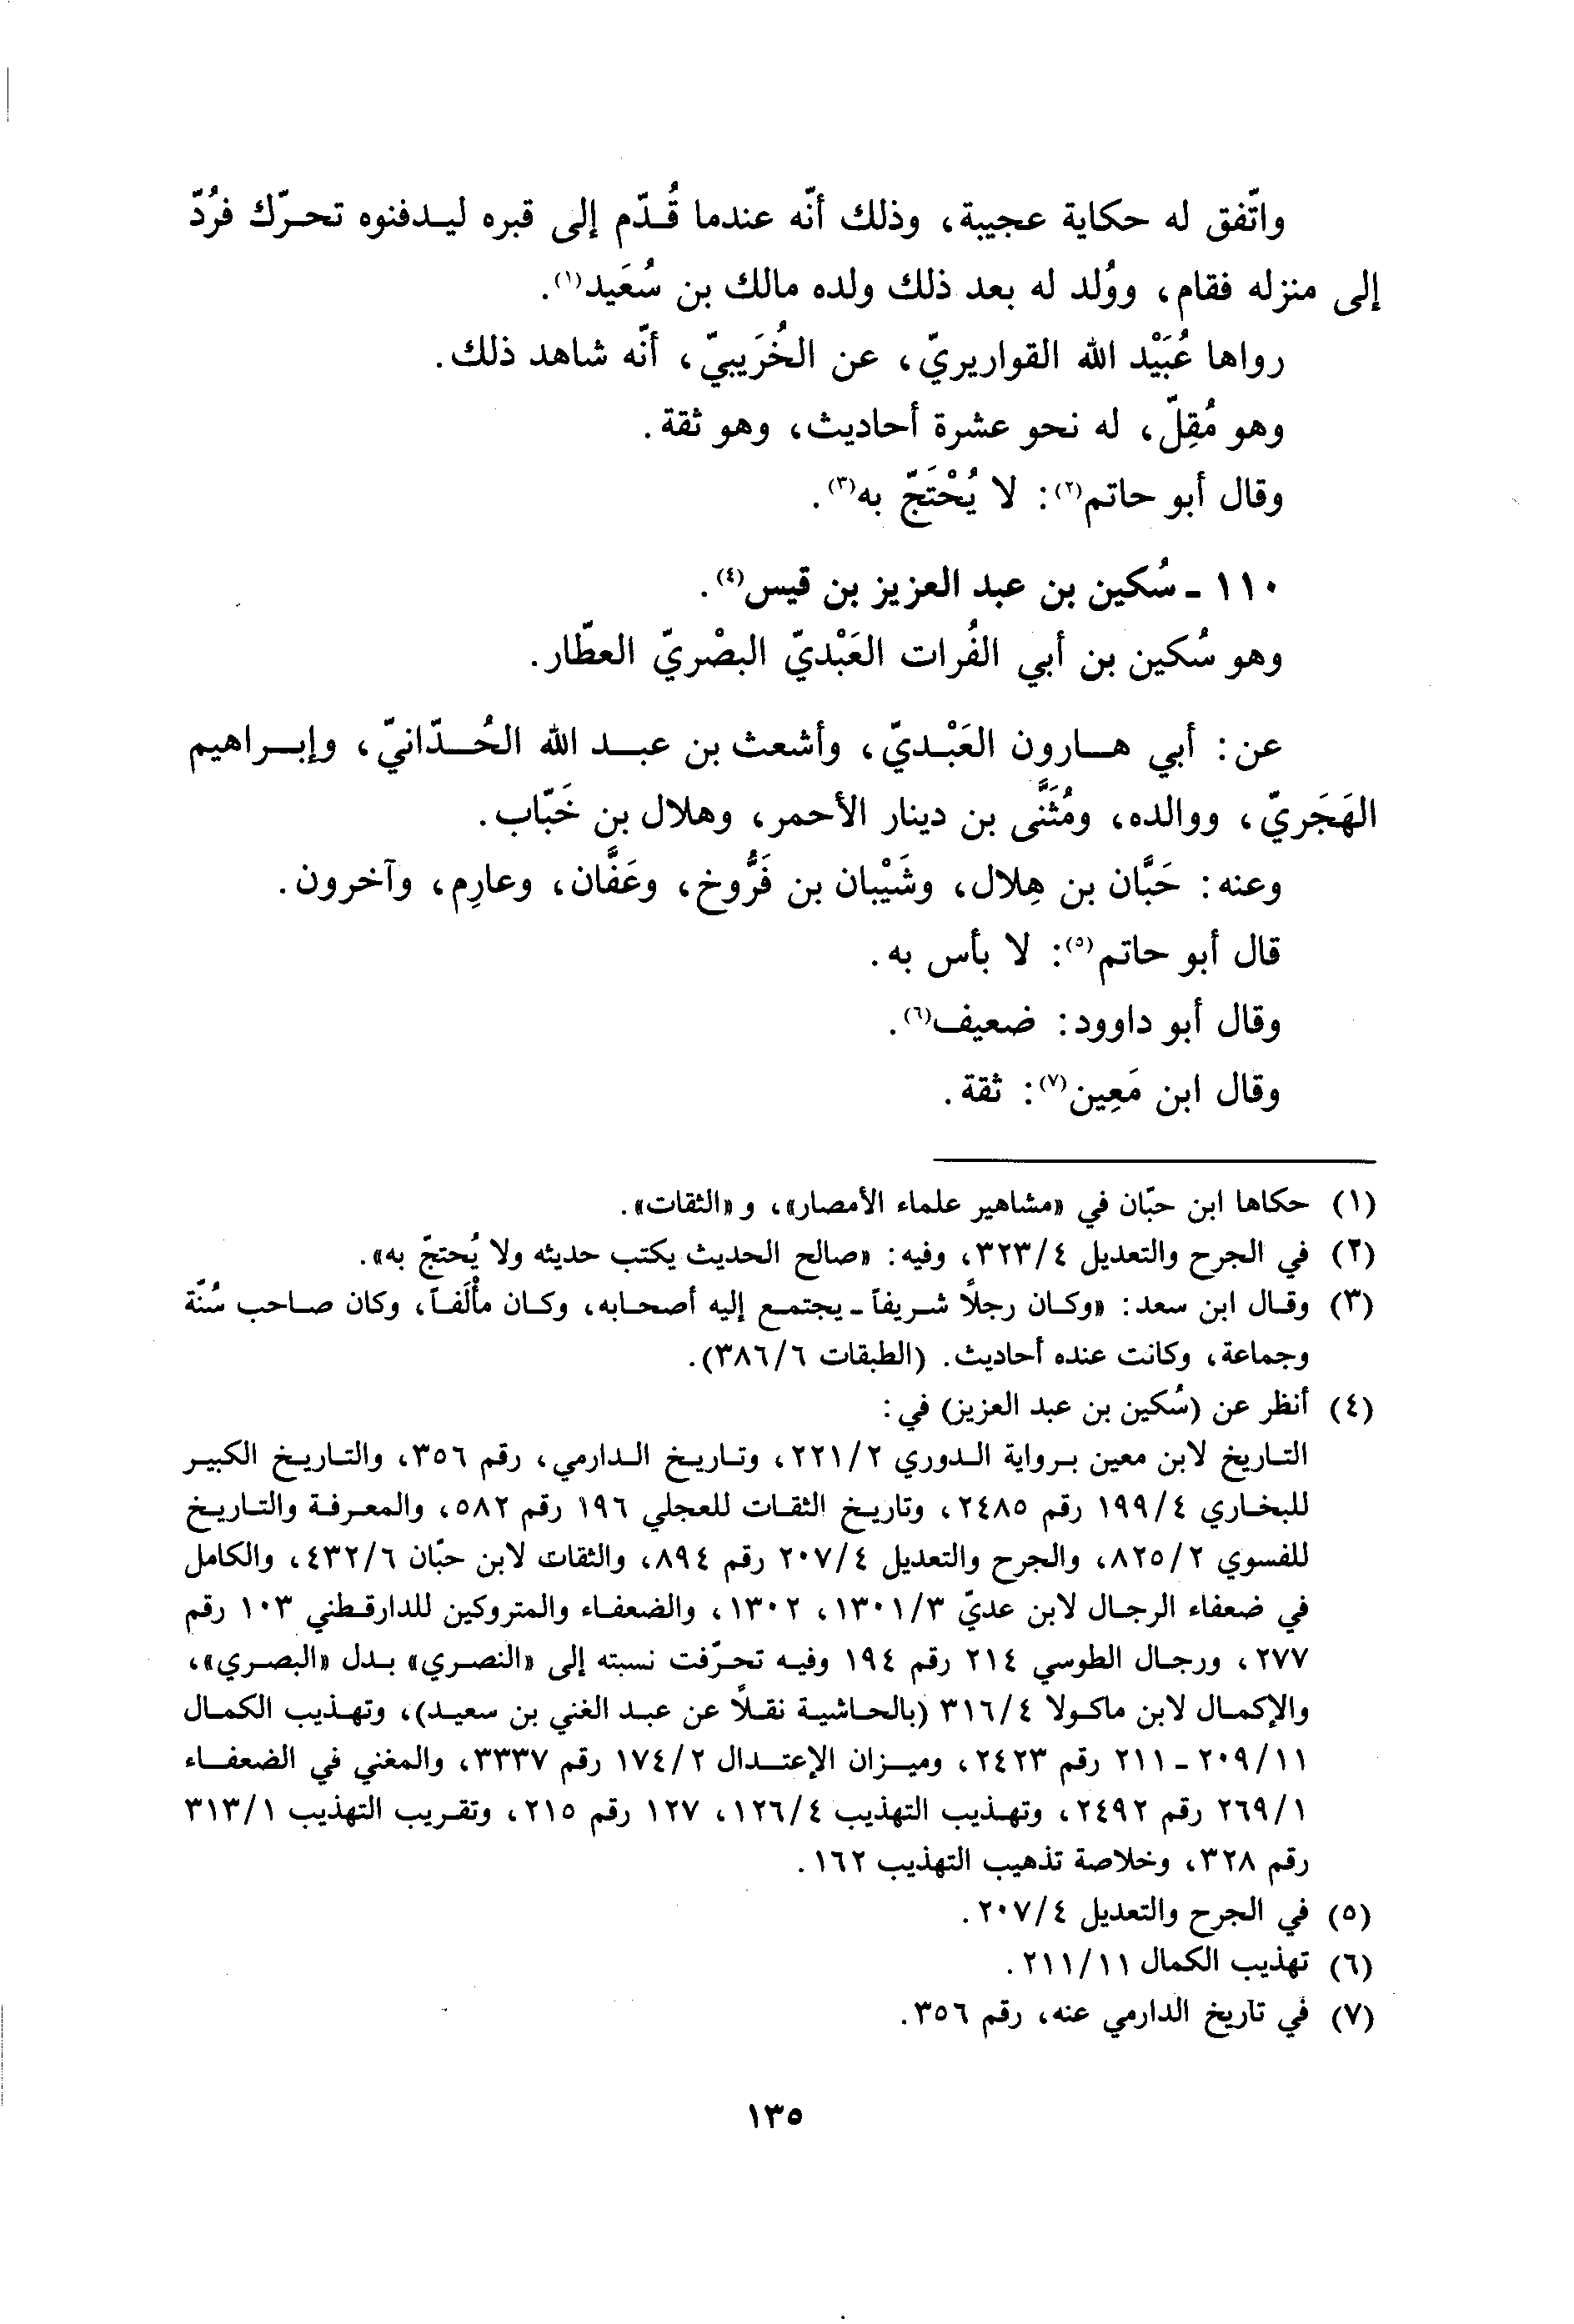 واتّفق له حكاية عجيبة، وذلك أنّه عندما قُدّم إلى قبره ليدفنوه تحرّك فرُدّ
إلى منزله فقام، ووُلد له بعد ذلك ولده مالك بن سُعَيد(١).
رواها عُبَيْد الله القواريريّ، عن الخُرَيبيّ، أنّه شاهد ذلك.
وهو مُقِلّ، له نحو عشرة أحاديث، وهو ثقة.
وقال أبو حاتم(٢): لا يُحْتَجّ به(٣).
١١٠ - سُكين بن عبد العزيز بن قيس(٤).
وهو سُكين بن أبي الفُرات العَبْديّ البصْريّ العطّار.
عن: أبي هارون العَبْديّ، وأشعث بن عبد الله الحُدّانيّ، وإبراهيم
الهَجَريّ، ووالده، ومُثَنَّى بن دينار الأحمر، وهلال بن خَبّاب.
وعنه: حَبَّان بن هِلال، وشَيْبان بن فَرُّوخ، وعَفَّان، وعارِم، وآخرون.
قال أبو حاتم(٥): لا بأس به.
وقال أبو داوود: ضعيف(٦).
وقال ابن مَعِين(٧): ثقة.
(١) حكاها ابن حبّان في «مشاهير علماء الأمصار»، و«الثقات».
(٢) في الجرح والتعديل ٣٢٣/٤، وفيه: «صالح الحديث يكتب حديثه ولا يُحتجّ به».
(٣) وقال ابن سعد: «وكان رجلاً شريفاً - يجتمع إليه أصحابه، وكان مأْلَفاً، وكان صاحب سُنّة
وجماعة، وكانت عنده أحاديث. (الطبقات ٣٨٦/٦).
(٤) أنظر عن (سُكين بن عبد العزيز) في:
التاريخ لابن معين برواية الدوري ٢٢١/٢، وتاريخ الدارمي، رقم ٣٥٦، والتاريخ الكبير
للبخاري ١٩٩/٤ رقم ٢٤٨٥، وتاريخ الثقات للعجلي ١٩٦ رقم ٥٨٢، والمعرفة والتاريخ
للفسوي ٨٢٥/٢، والجرح والتعديل ٢٠٧/٤ رقم ٨٩٤، والثقات لابن حبّان ٤٣٢/٦، والكامل
في ضعفاء الرجال لابن عديّ ١٣٠١/٣، ١٣٠٢، والضعفاء والمتروكين للدارقطني ١٠٣ رقم
٢٧٧، ورجال الطوسي ٢١٤ رقم ١٩٤ وفيه تحرّفت نسبته إلى «النصري» بدل «البصري»،
والإكمال لابن ماكولا ٣١٦/٤ (بالحاشية نقلاً عن عبد الغني بن سعيد)، وتهذيب الكمال
٢٠٩/١١ - ٢١١ رقم ٢٤٢٣، وميزان الإعتدال ١٧٤/٢ رقم ٣٣٣٧، والمغني في الضعفاء
٢٦٩/١ رقم ٢٤٩٢، وتهذيب التهذيب ١٢٦/٤، ١٢٧ رقم ٢١٥، وتقريب التهذيب ٣١٣/١
رقم ٣٢٨، وخلاصة تذهيب التهذيب ١٦٢.
(٥) في الجرح والتعديل ٢٠٧/٤.
(٦) تهذيب الكمال ٢١١/١١.
(٧) في تاريخ الدارمي عنه، رقم ٣٥٦.
١٣٥